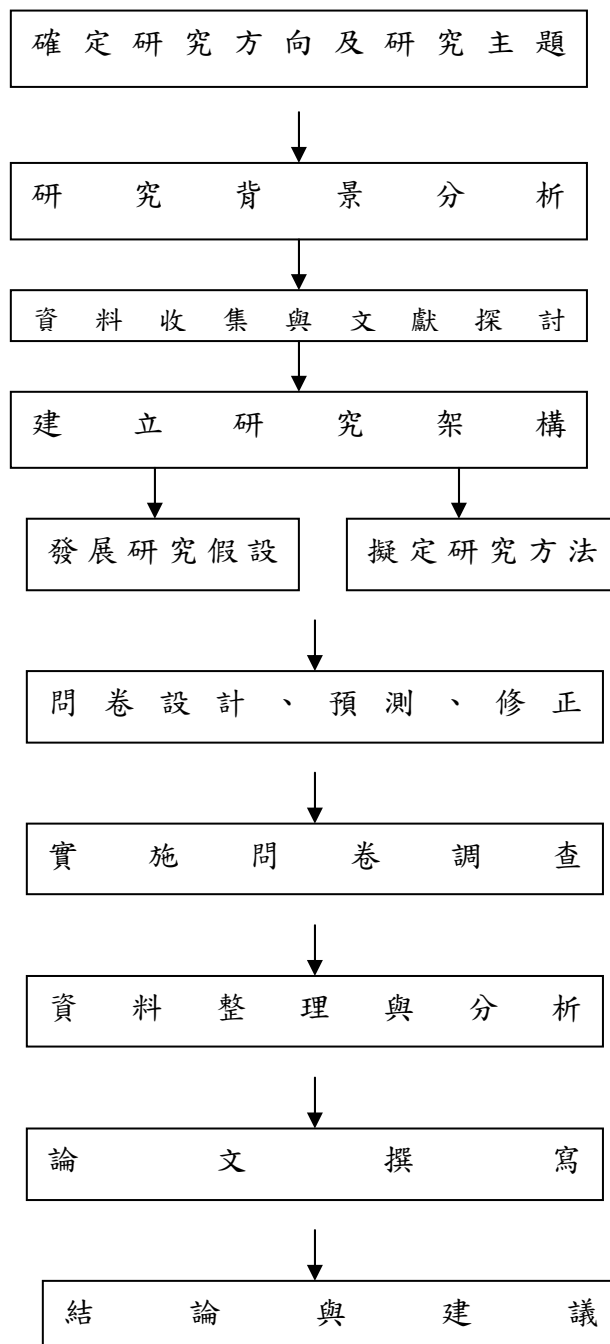 確定研究方向及研究主題
研究背景分析
資料收集與文獻探討
建立研究架構
發展研究假設
擬定研究方法
問卷設計、預測、修正
實施問卷調查
資料整理與分析
論文撰寫
結論與建議